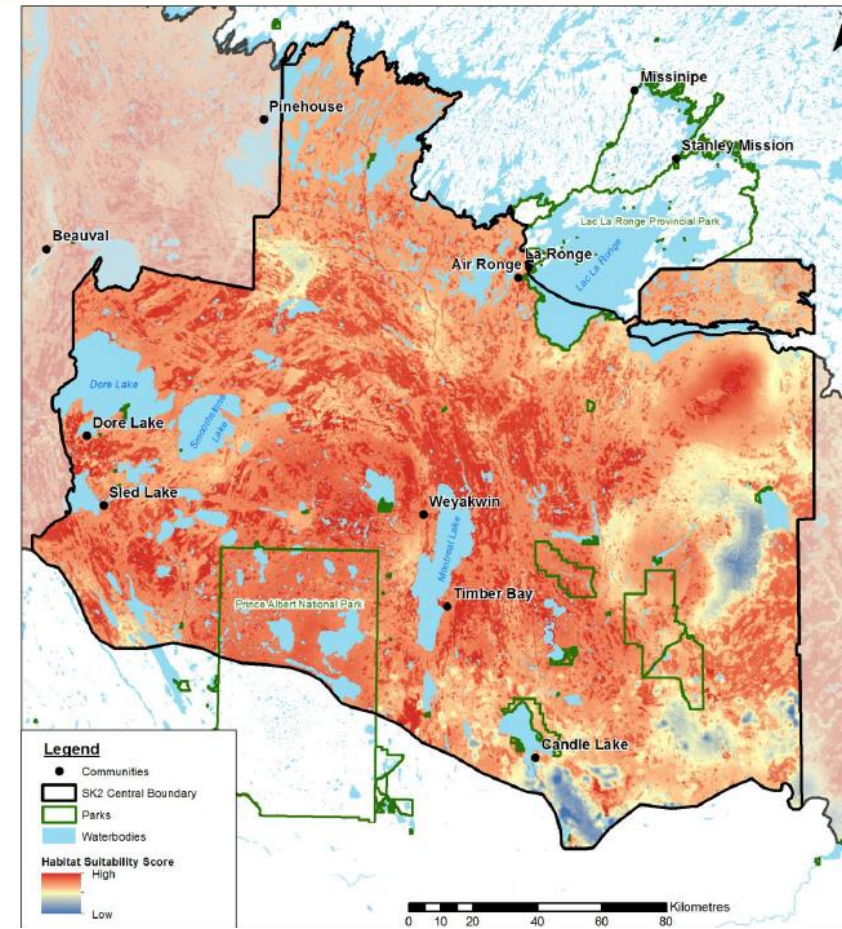 Missinipe
Pinehouse
Stanley Mission
Lac La Ronge Provincial Park
Beauval
La Ronge
Air Ronge
Lac La Ronge
Dore Lake
Smoothstone
Lake
Dore Lake
Sled Lake
Weyakwin
Montreal Lake
Timber Bay
Prince Albert National Park
Candle Lake
Legend
Communities
SK2 Central Boundary
Parks
Waterbodies
Habitat Suitability Score
High
Low
Kilometres
0 10 20 40 60 80